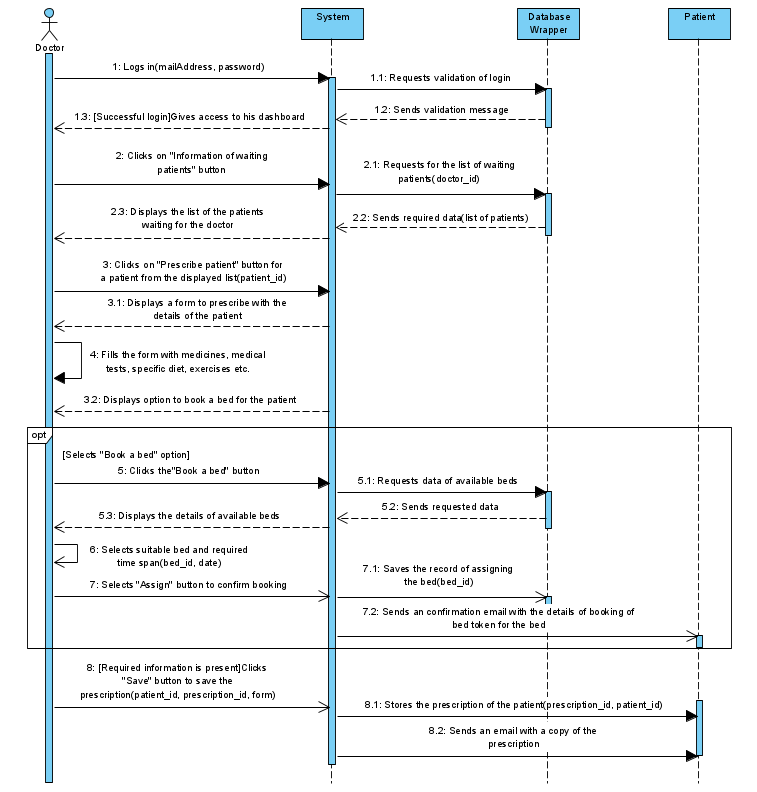 Doctor
System
Database
Wrapper
Patient
1: Logs in(mailAddress, password)
1.1: Requests validation of login
1.2: Sends validation message
1.3: [Successful login]Gives access to his dashboard
2: Clicks on "Information of waiting
patients" button
2.1: Requests for the list of waiting
patients(doctor_id)
2.2: Sends required data(list of patients)
2.3: Displays the list of the patients
waiting for the doctor
3: Clicks on "Prescribe patient" button for
a patient from the displayed list(patient_id)
3.1: Displays a form to prescribe with the
details of the patient
4: Fills the form with medicines, medical
tests, specific diet, exercises etc.
3.2: Displays option to book a bed for the patient
opt
[Selects "Book a bed" option]
5: Clicks the"Book a bed" button
5.1: Requests data of available beds
5.2: Sends requested data
5.3: Displays the details of available beds
6: Selects suitable bed and required
time span(bed_id, date)
7: Selects "Assign" button to confirm booking
7.1: Saves the record of assigning
the bed(bed_id)
7.2: Sends an confirmation email with the details of booking of
bed token for the bed
8: [Required information is present]Clicks
"Save" button to save the
prescription(patient_id, prescription_id, form)
8.1: Stores the prescription of the patient(prescription_id, patient_id)
8.2: Sends an email with a copy of the
prescription